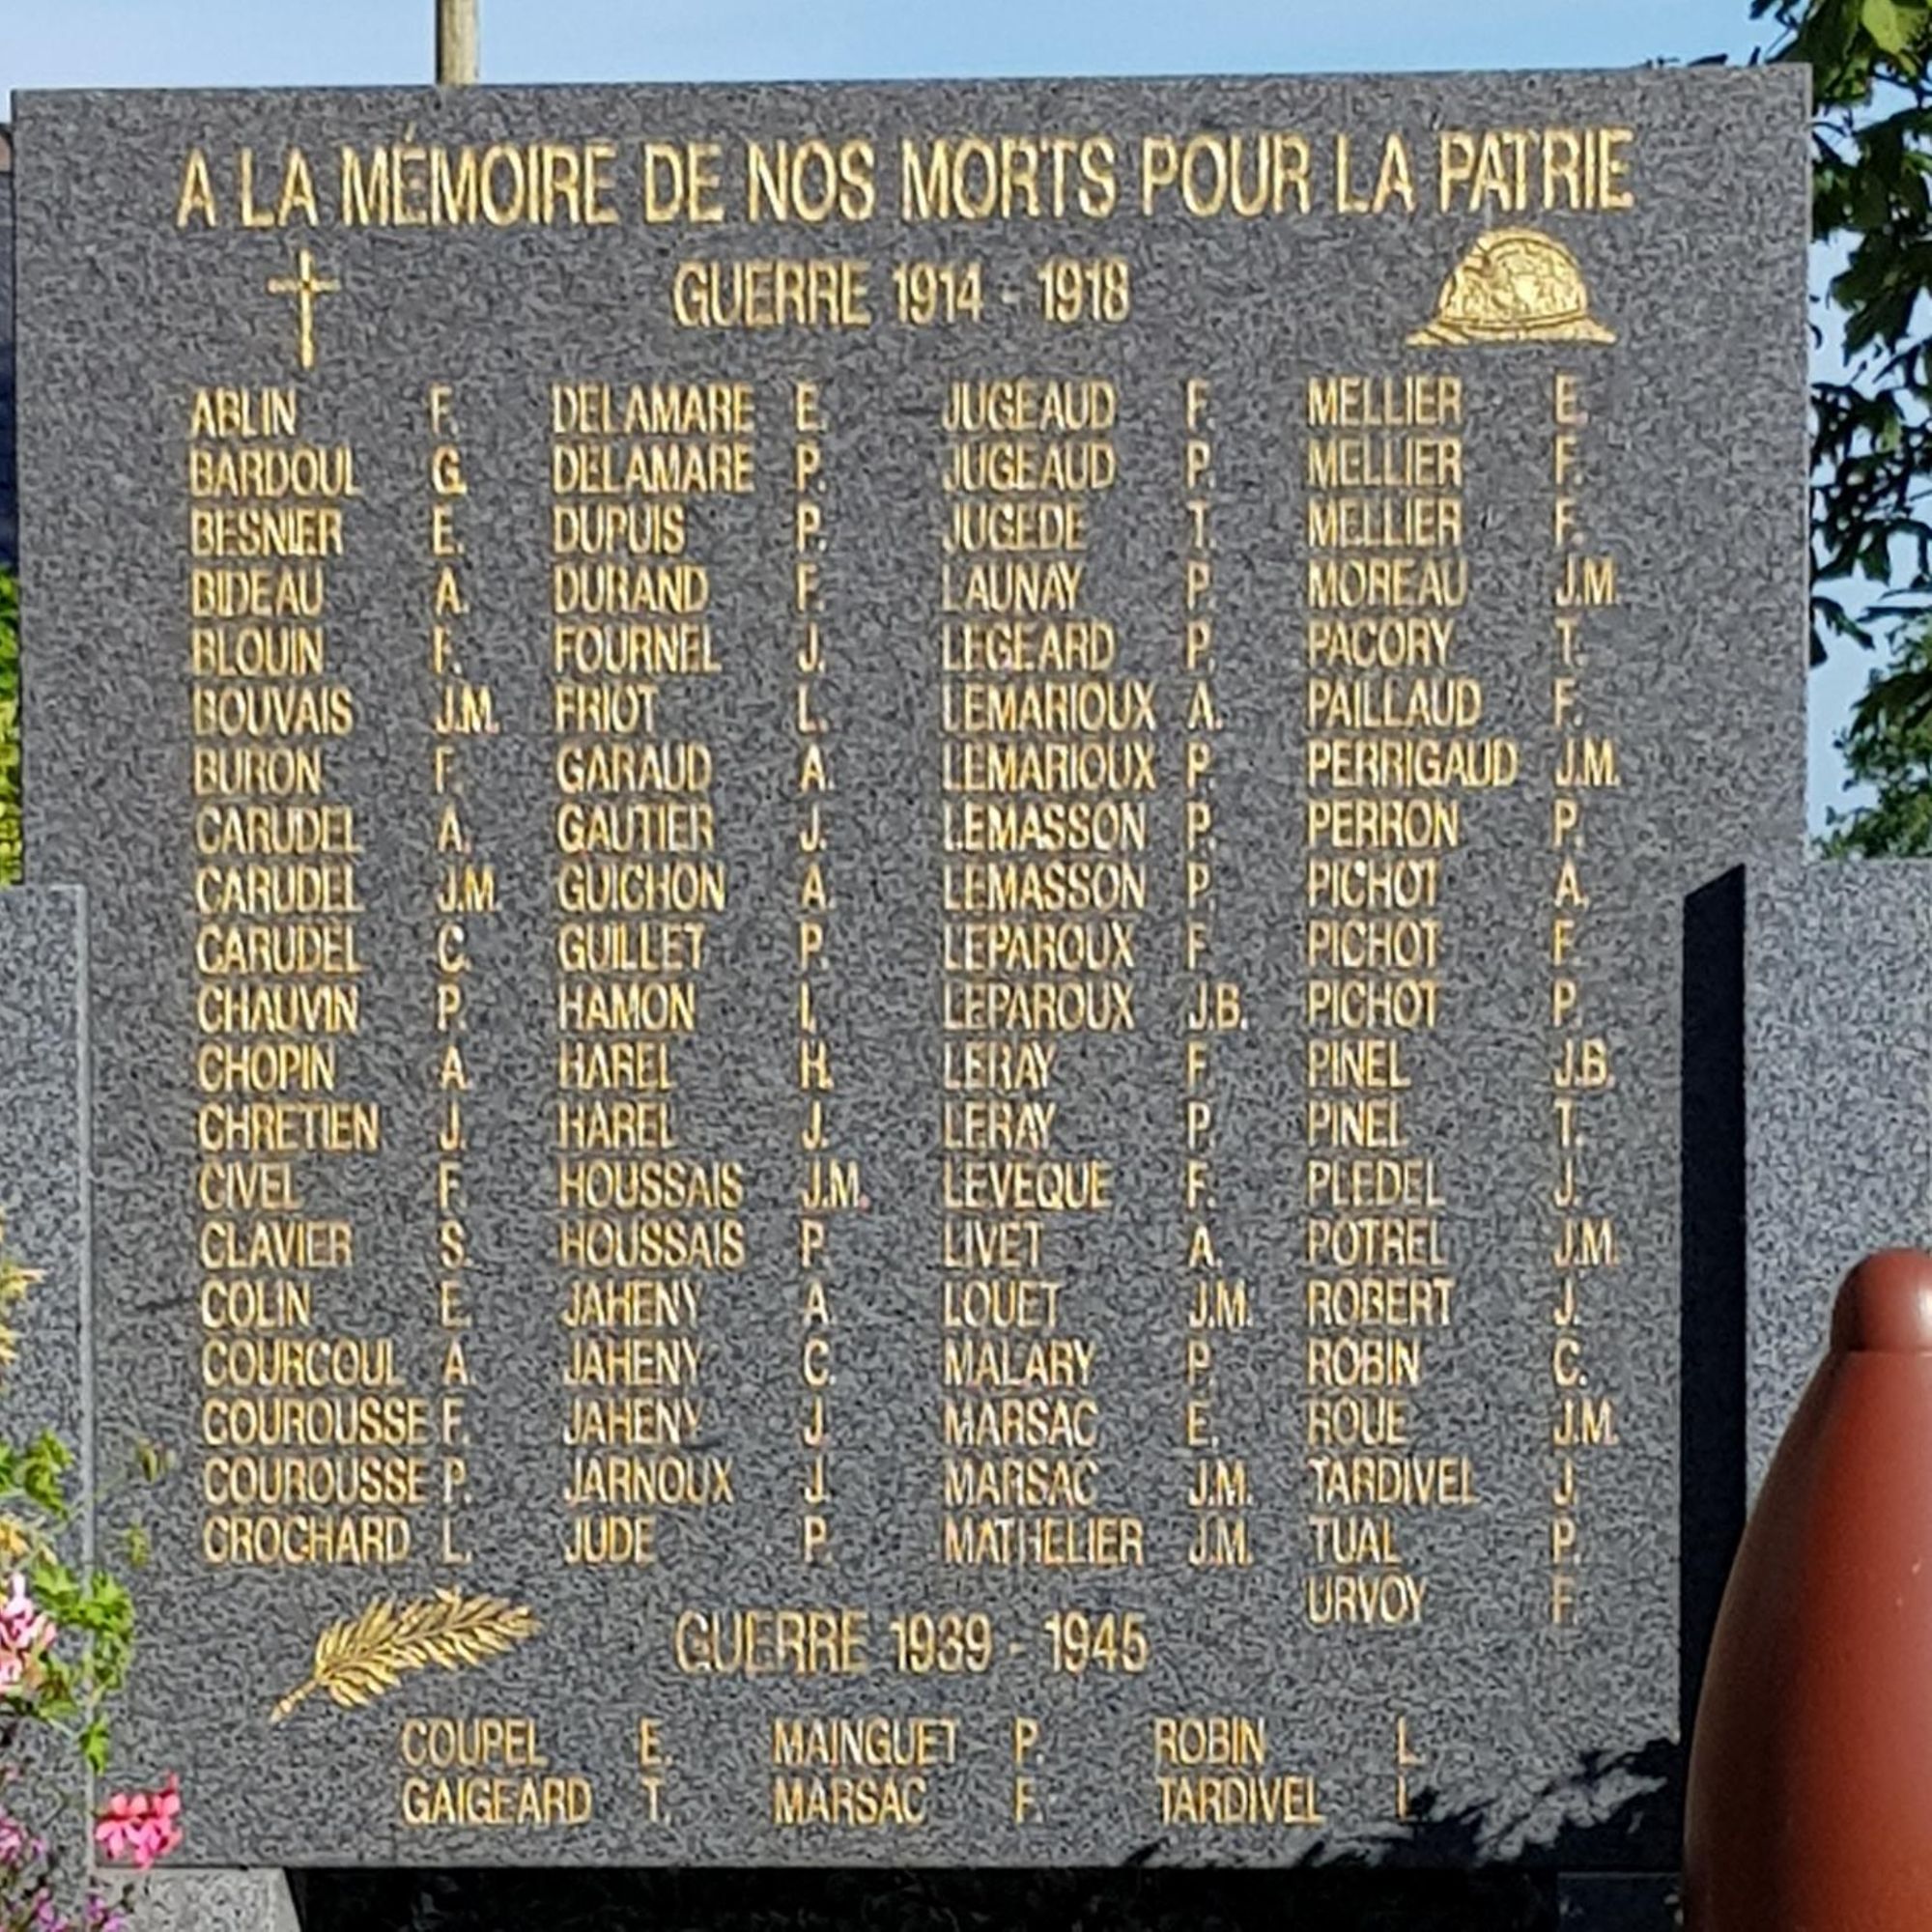 A LA MÉMOIRE DE NOS MORTS POUR LA PATRIE
GUERRE 1914 - 1918
ABLIN F. DELAMARE E. JUGEAUD F. MELLIER E.
BARDOUL G. DELAMARE P. JUGEAUD P. MELLIER F.
BESNIER E. DUPUIS P. JUGEDE T. MELLIER F.
BIDEAU A. DURAND F. LAUNAY P. MOREAU J.M.
BLOUIN F. FOURNEL J. LEGEARD P. PACORY T.
BOUVAIS J.M. FRIOT L. LEMARIOUX A. PAILLAUD F.
BURON F. GARAUD A. LEMARIOUX P. PERRIGAUD J.M.
CARUDEL A. GAUTIER J. LEMASSON P. PERRON P.
CARUDEL J.M. GUICHON A. LEMASSON P. PICHOT A.
CARUDEL C. GUILLET P. LEPAROUX F. PICHOT F.
CHAUVIN P. HAMON LEPAROUX J.B. PICHOT P.
CHOPIN A. HAREL H. LERAY F. PINEL J.B.
CHRETIEN J. HAREL J. LERAY P. PINEL T.
CIVEL F. HOUSSAIS J.M. LEVEQUE F. PLEDEL J.
CLAVIER S. HOUSSAIS P. LIVET A. POTREL J.M.
COLIN E. JAHENY A. LOUET J.M. ROBERT J.
COURCOUL A. JAHENY C. MALARY P. ROBIN C.
COUROUSSE F. JAHENY J. MARSAC E. ROUE J.M.
COUROUSSE P. JARNOUX J. MARSAC J.M. TARDIVEL J.
CROCHARD L. JUDE P. MATHELIER J.M. TUAL P.
URVOY F.
GUERRE 1939 - 1945
COUPEL E. MAINGUET P. ROBIN L.
GAIGEARD T. MARSAC F. TARDIVEL